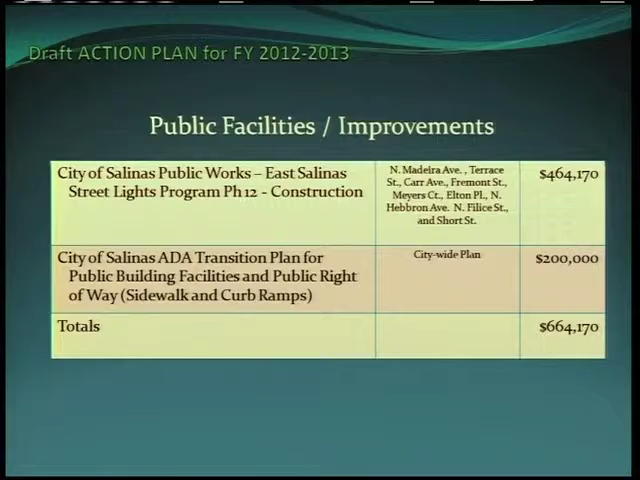 Draft ACTION PLAN for FY 2012-2013
Public Facilities / Improvements
City of Salinas Public Works – East Salinas
Street Lights Program Ph 12 - Construction
N. Madeira Ave. , Terrace
St., Carr Ave., Fremont St.,
Meyers Ct., Elton Pl., N.
Hebbron Ave. N. Filice St.,
and Short St.
$464,170
City of Salinas ADA Transition Plan for
Public Building Facilities and Public Right
of Way (Sidewalk and Curb Ramps)
City-wide Plan
$200,000
Totals
$664,170